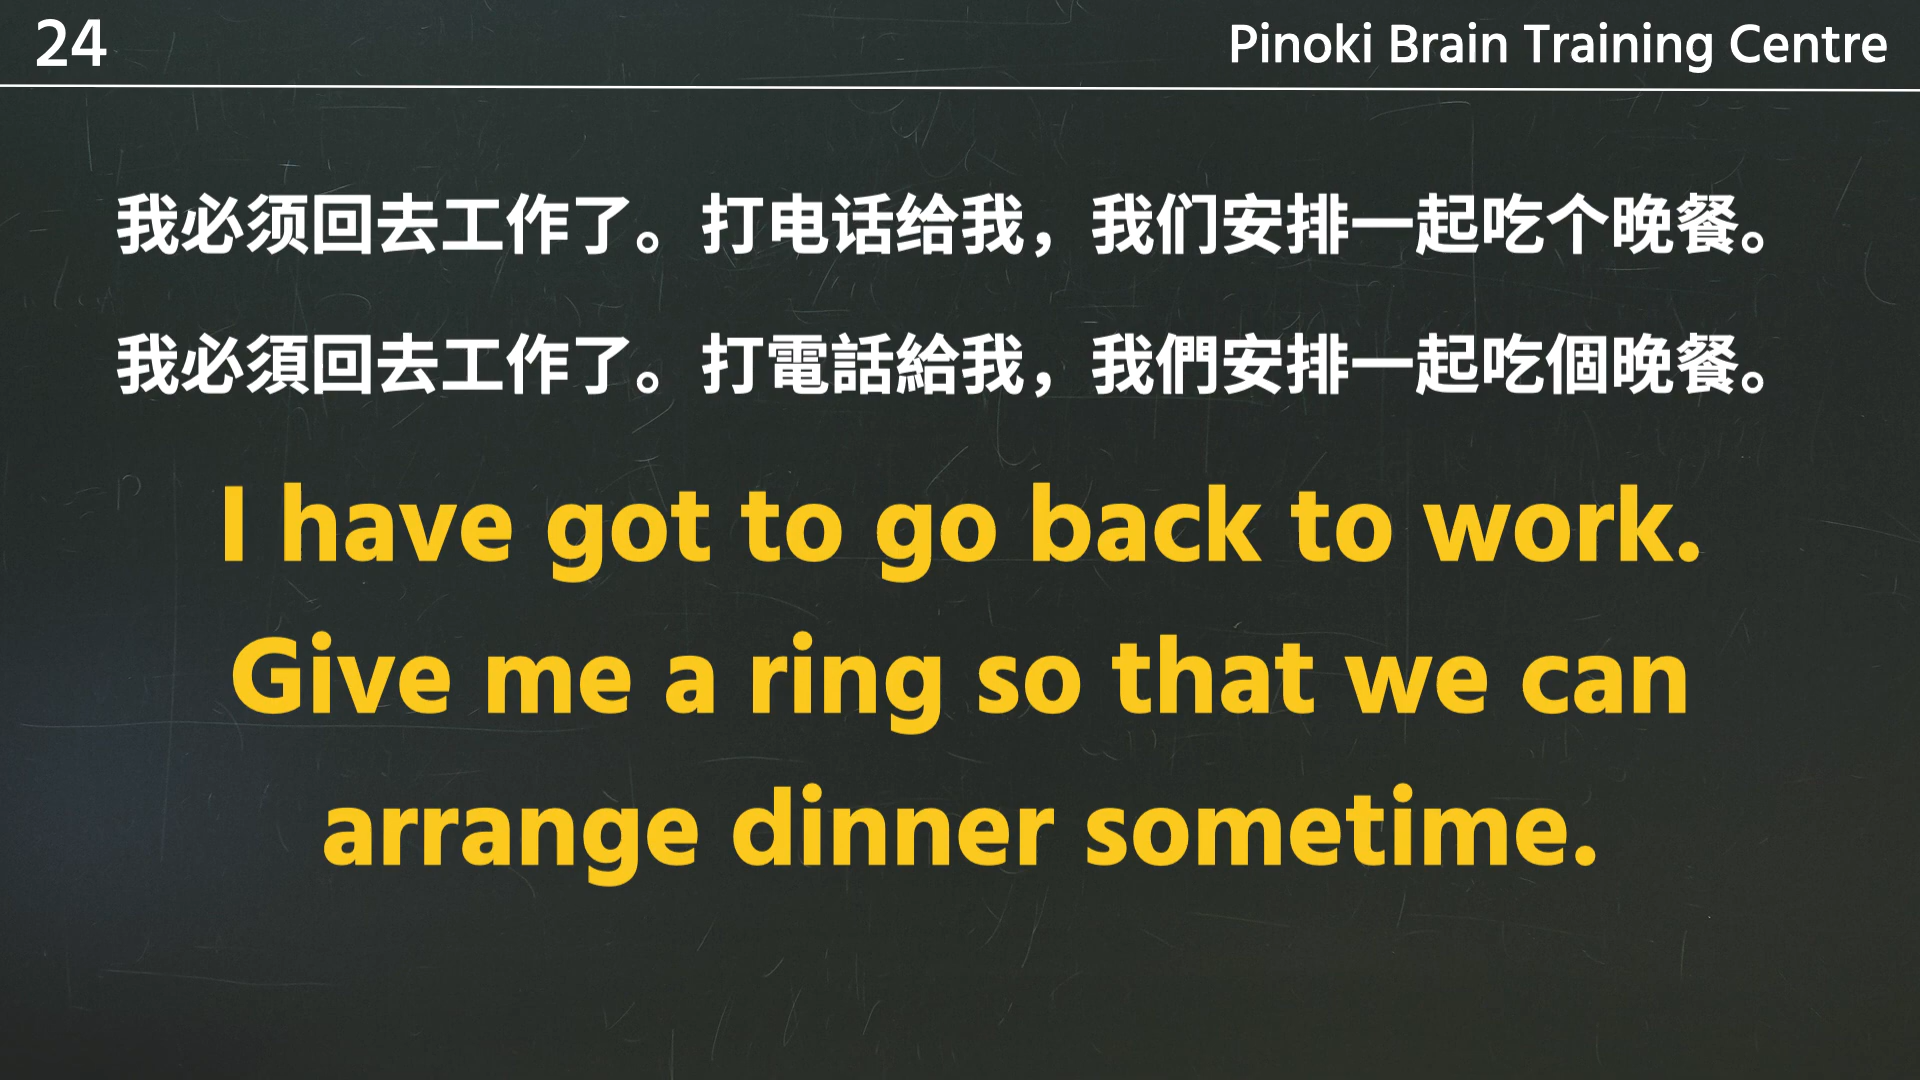 24
Pinoki Brain Training Centre
我必须回去工作了。打电话给我，我们安排一起吃个晚餐。
我必須回去工作了。打電話給我，我們安排一起吃個晚餐。
I have got to go back to work.
Give me a ring so that we can
arrange dinner sometime.